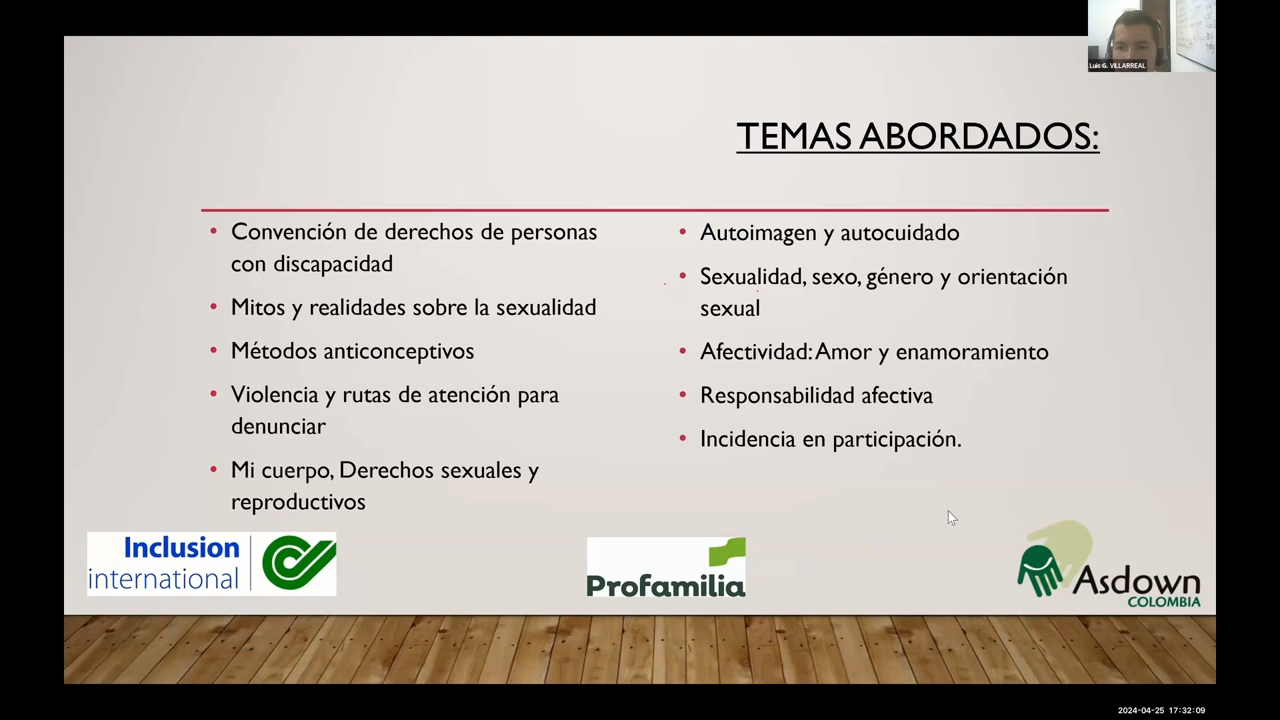 Luis G. VILLARREAL
TEMAS ABORDADOS:
• Convención de derechos de personas
con discapacidad
• Mitos y realidades sobre la sexualidad
• Métodos anticonceptivos
• Violencia y rutas de atención para
denunciar
• Mi cuerpo, Derechos sexuales y
reproductivos
• Autoimagen y autocuidado
• Sexualidad, sexo, género y orientación
sexual
• Afectividad: Amor y enamoramiento
• Responsabilidad afectiva
• Incidencia en participación.
Inclusion
international
Profamilia
Asdown
COLOMBIA
2024-04-25 17:32:09